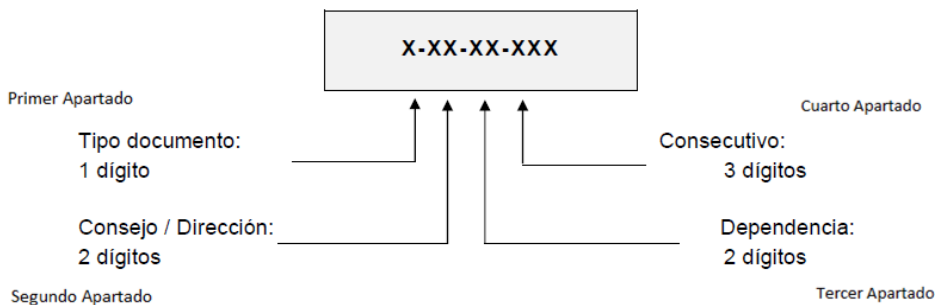 X-XX-XX-XXX
Primer Apartado
Cuarto Apartado
Tipo documento:
1 dígito
Consecutivo:
3 dígitos
Consejo / Dirección:
2 dígitos
Dependencia:
2 dígitos
Segundo Apartado
Tercer Apartado